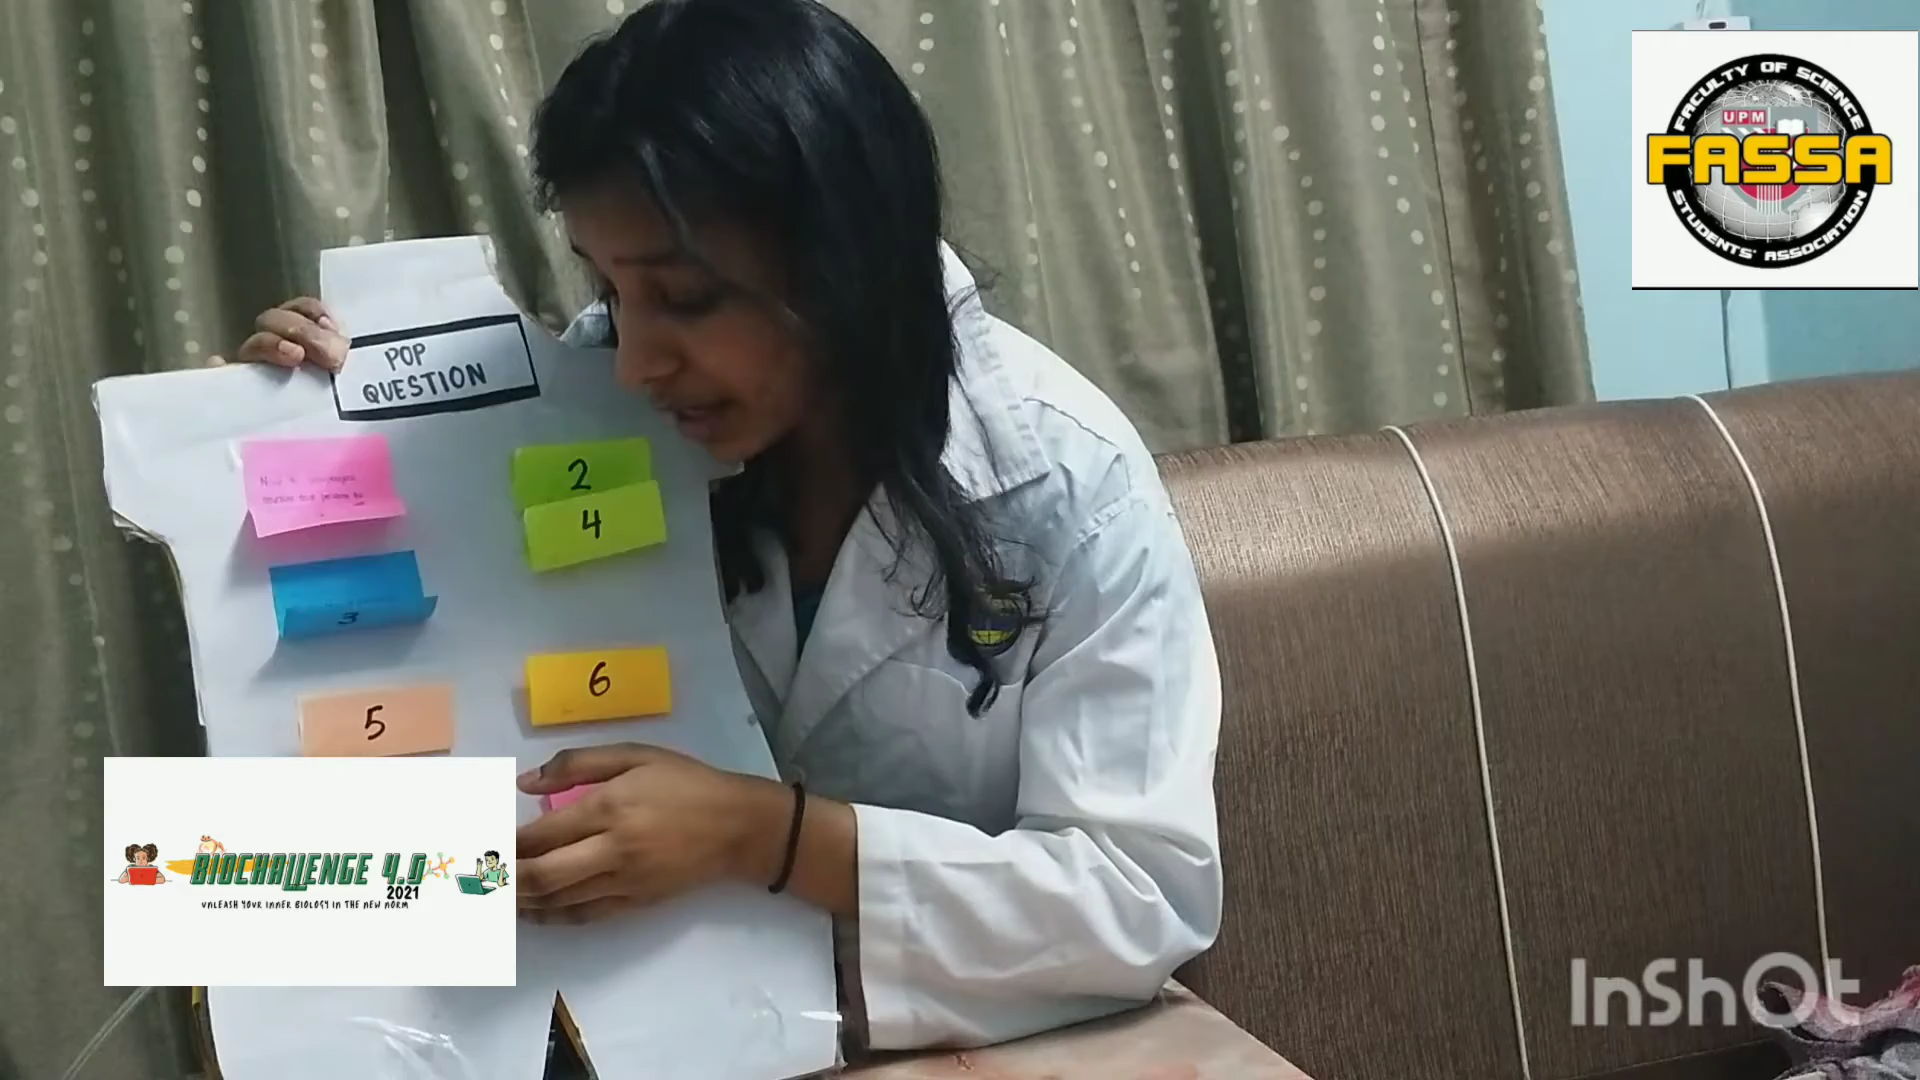 FACULTY OF SCIENCE
UPM
FASSA
STUDENTS' ASSOCIATION
POP
QUESTION
2
4
3
6
5
BIOCHALLENGE 4.0
2021
UNLEASH YOUR INNER BIOLOGY IN THE NEW NORM
InShOt